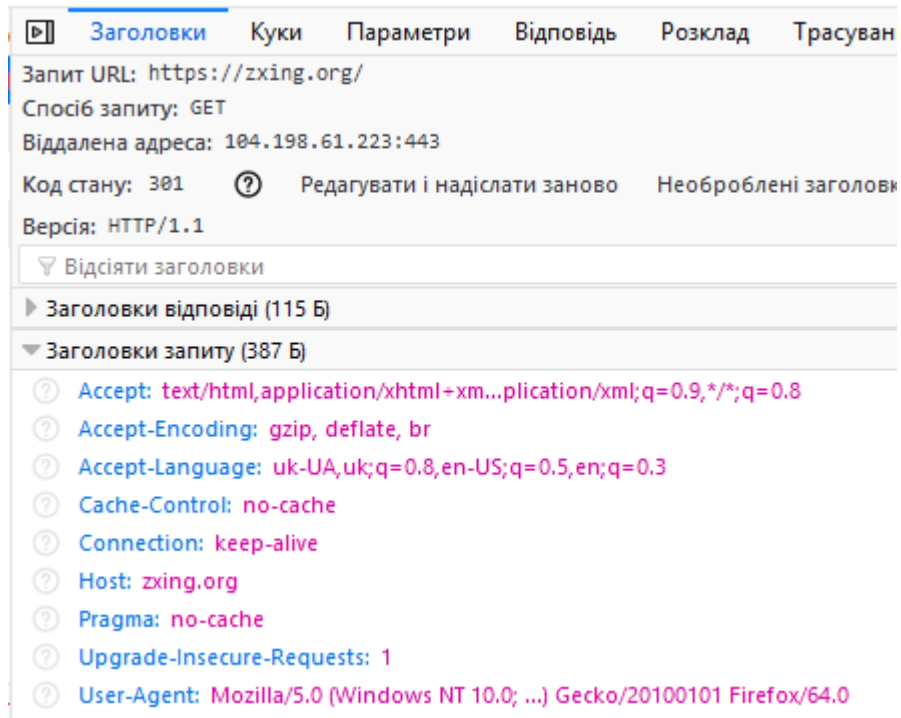 Заголовки Куки Параметри Відповідь Розклад
Запит URL: https://zxing.org/
Спосіб запиту: GET
Віддалена адреса: 104.198.61.223:443
Код стану: 301 Редагувати і надіслати заново Необроблені
Версія: HTTP/1.1
Відсіяти заголовки
Заголовки відповіді (115 Б)
Заголовки запиту (387 Б)
Accept: text/html,application/xhtml+xm...plication/xml;q=0.9,*/*;q=0.8
Accept-Encoding: gzip, deflate, br
Accept-Language: uk-UA,uk;q=0.8,en-US;q=0.5,en;q=0.3
Cache-Control: no-cache
Connection: keep-alive
Host: zxing.org
Pragma: no-cache
Upgrade-Insecure-Requests: 1
User-Agent: Mozilla/5.0 (Windows NT 10.0; ...) Gecko/20100101 Firefox/64.0